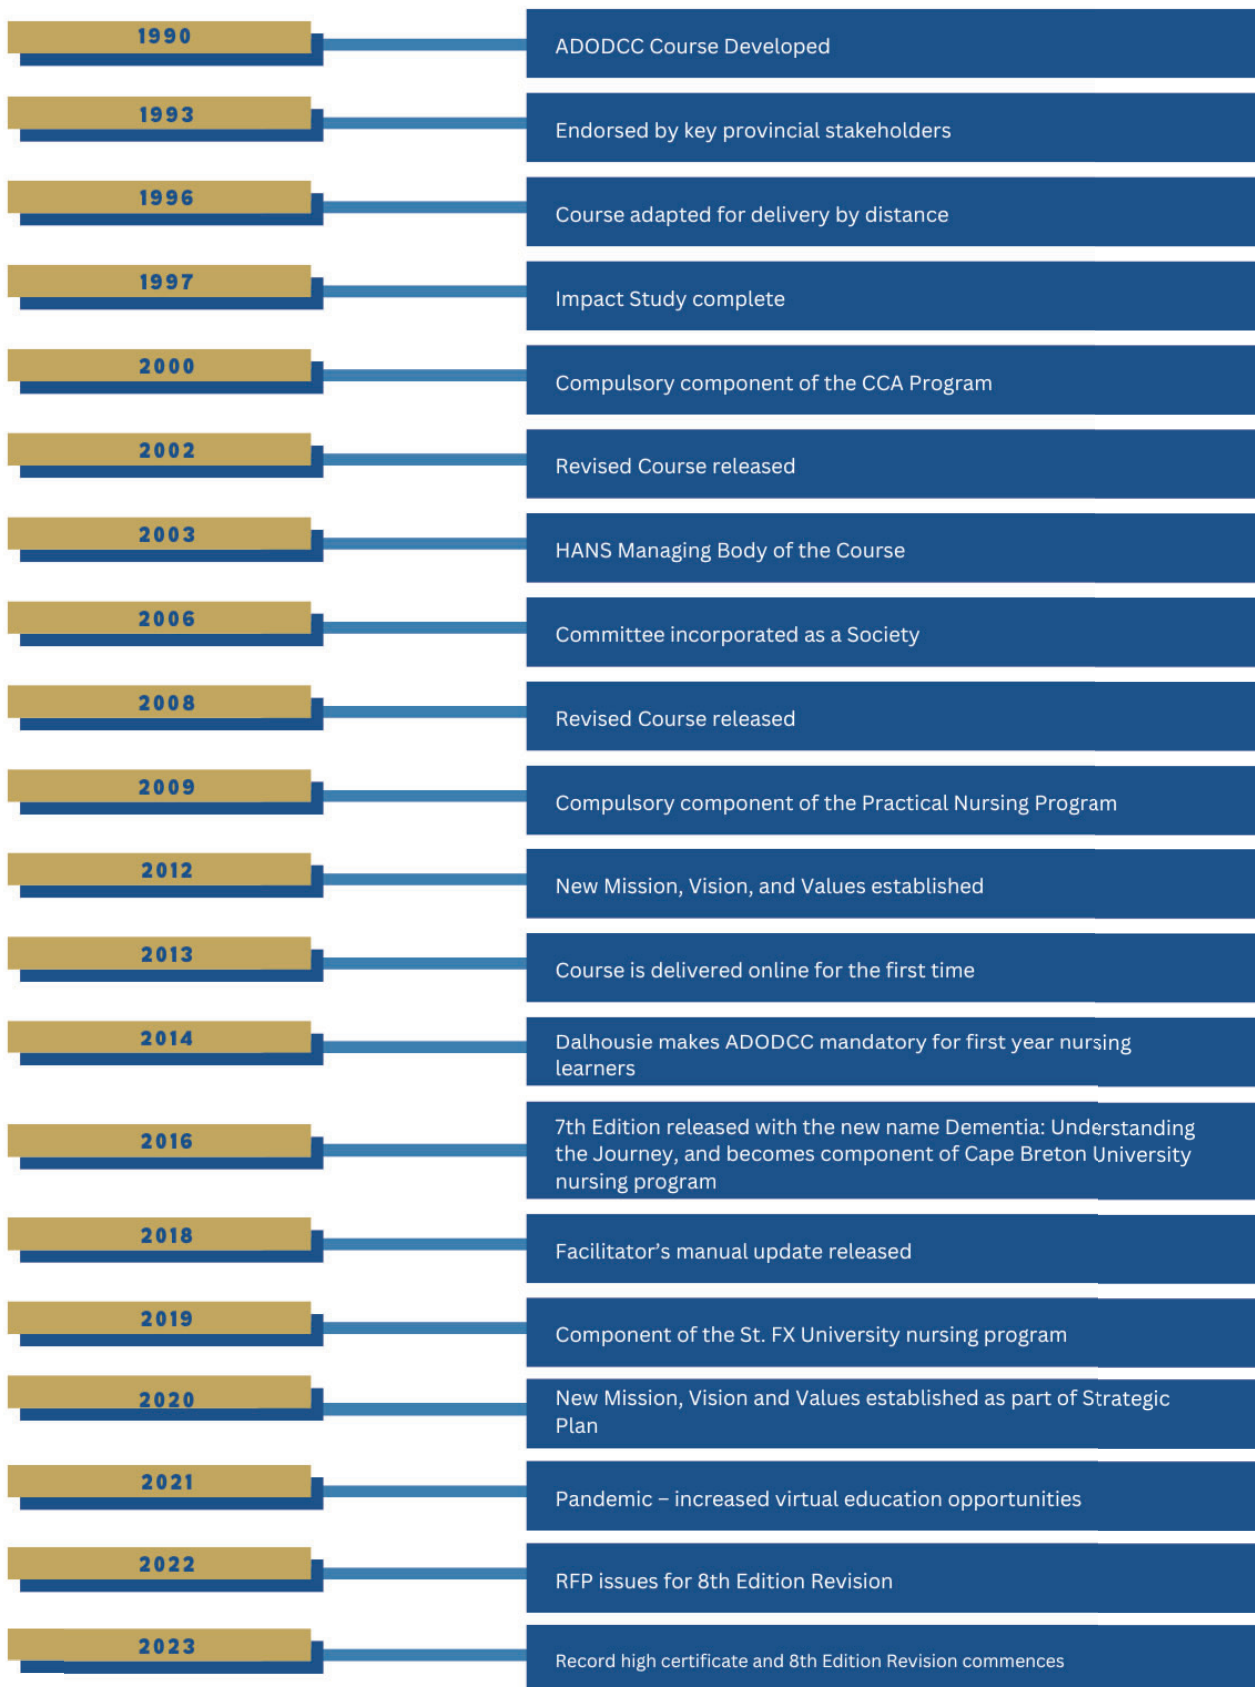 1990
ADODCC Course Developed
1993
Endorsed by key provincial stakeholders
1996
Course adapted for delivery by distance
1997
Impact Study complete
2000
Compulsory component of the CCA Program
2002
Revised Course released
2003
HANS Managing Body of the Course
2006
Committee incorporated as a Society
2008
Revised Course released
2009
Compulsory component of the Practical Nursing Program
2012
New Mission, Vision, and Values established
2013
Course is delivered online for the first time
2014
Dalhousie makes ADODCC mandatory for first year nursing
learners
2016
7th Edition released with the new name Dementia: Understanding
the Journey, and becomes component of Cape Breton University
nursing program
2018
Facilitator’s manual update released
2019
Component of the St. FX University nursing program
2020
New Mission, Vision and Values established as part of Strategic
Plan
2021
Pandemic – increased virtual education opportunities
2022
RFP issues for 8th Edition Revision
2023
Record high certificate and 8th Edition Revision commences